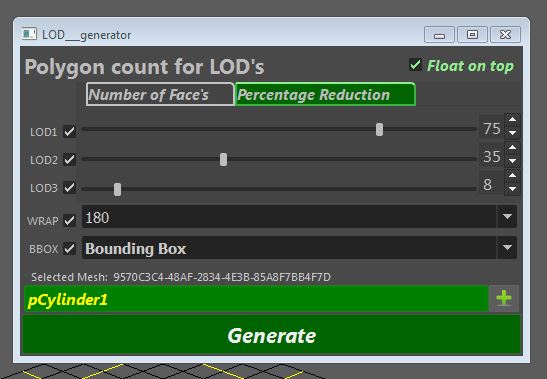 LOD___generator
Polygon count for LOD's
Float on top
Number of Face's
Percentage Reduction
LOD1 75
LOD2 35
LOD3 8
WRAP 180
BBOX Bounding Box
Selected Mesh: 9570C3C4-48AF-2834-4E3B-85A8F7BB4F7D
pCylinder1
Generate